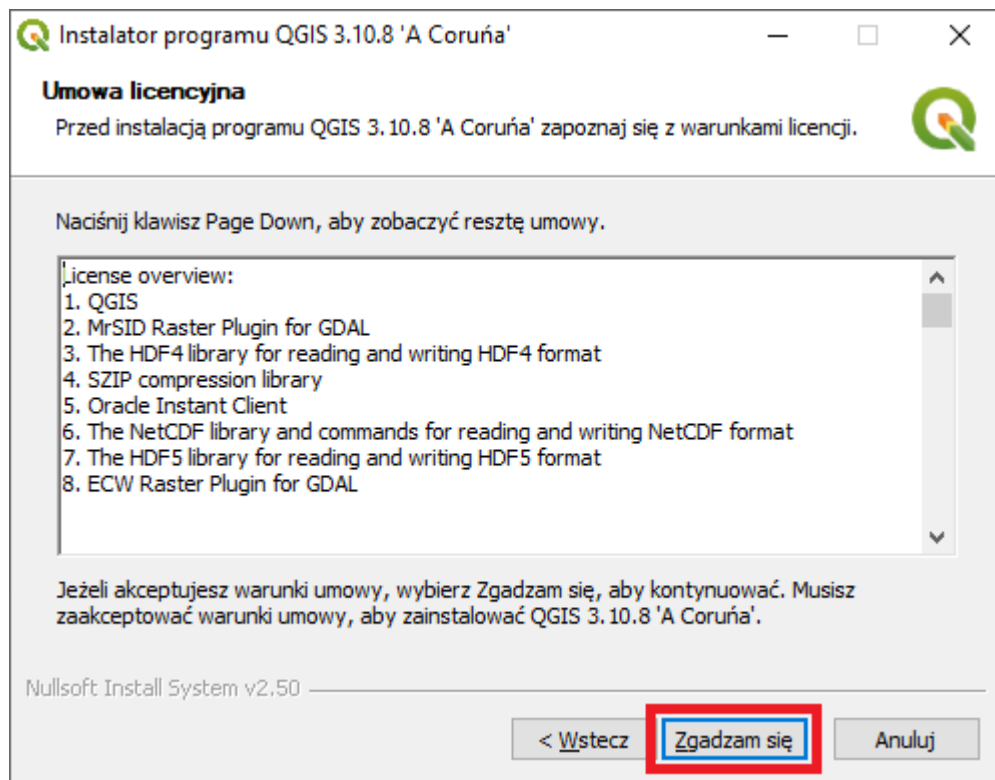 Instalator programu QGIS 3.10.8 'A Coruńa'
Umowa licencyjna
Przed instalacją programu QGIS 3.10.8 'A Coruńa' zapoznaj się z warunkami licencji.
Naciśnij klawisz Page Down, aby zobaczyć resztę umowy.
License overview:
1. QGIS
2. MrSID Raster Plugin for GDAL
3. The HDF4 library for reading and writing HDF4 format
4. SZIP compression library
5. Oracle Instant Client
6. The NetCDF library and commands for reading and writing NetCDF format
7. The HDF5 library for reading and writing HDF5 format
8. ECW Raster Plugin for GDAL
Jeżeli akceptujesz warunki umowy, wybierz Zgadzam się, aby kontynuować. Musisz
zaakceptować warunki umowy, aby zainstalować QGIS 3.10.8 'A Coruńa'.
Nullsoft Install System v2.50
< Wstecz Zgadzam się Anuluj